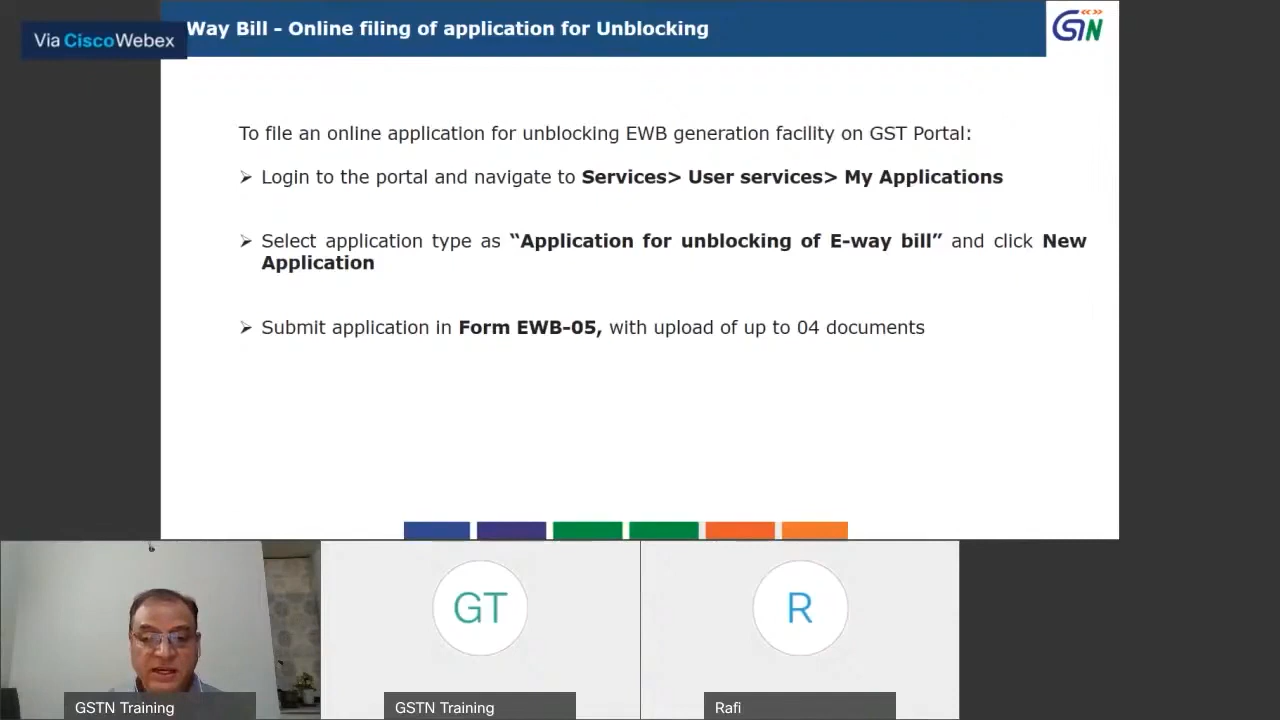 Via CiscoWebex
Way Bill - Online filing of application for Unblocking
GSTN
To file an online application for unblocking EWB generation facility on GST Portal:
➢ Login to the portal and navigate to Services> User services> My Applications
➢ Select application type as “Application for unblocking of E-way bill” and click New
Application
➢ Submit application in Form EWB-05, with upload of up to 04 documents
GT
R
GSTN Training
GSTN Training
Rafi